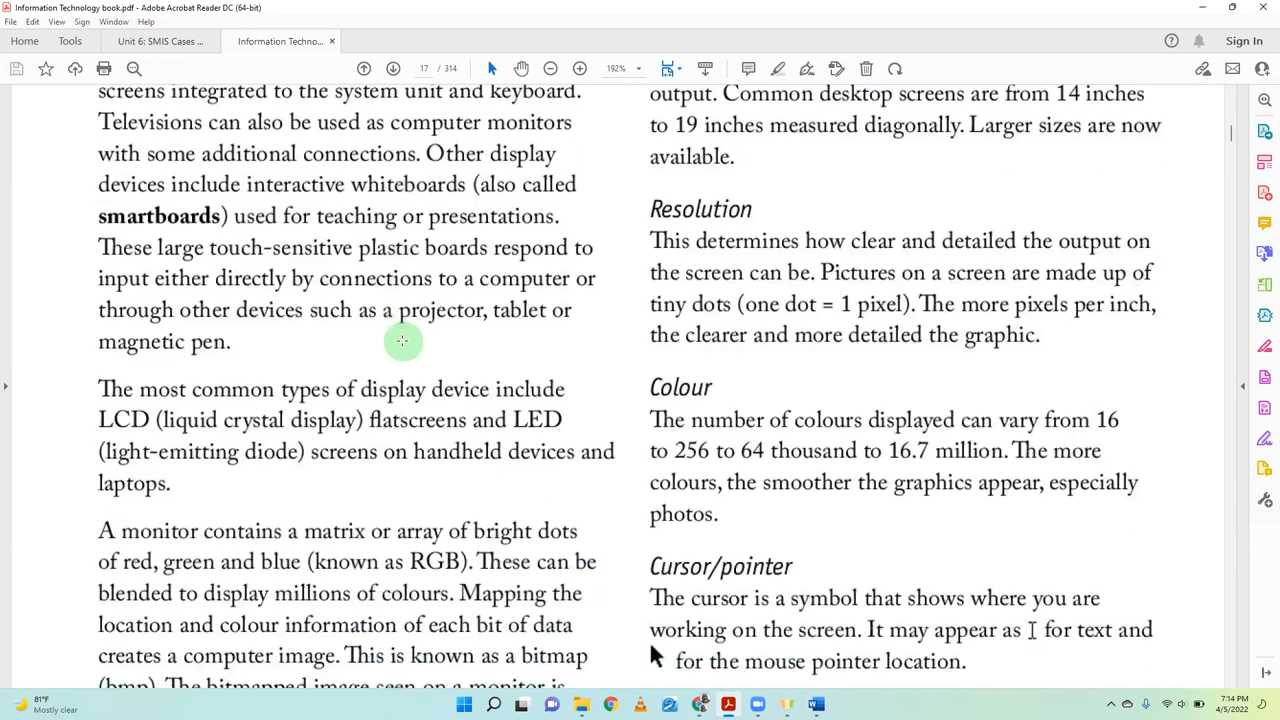 Information Technology book.pdf - Adobe Acrobat Reader DC (64-bit)
File Edit View Sign Window Help
Home Tools Unit 6: SMIS Cases ... Information Techno... ×
Sign In
17 / 314
192%
screens integrated to the system unit and keyboard.
Televisions can also be used as computer monitors
with some additional connections. Other display
devices include interactive whiteboards (also called
smartboards) used for teaching or presentations.
These large touch-sensitive plastic boards respond to
input either directly by connections to a computer or
through other devices such as a projector, tablet or
magnetic pen.
The most common types of display device include
LCD (liquid crystal display) flatscreens and LED
(light-emitting diode) screens on handheld devices and
laptops.
A monitor contains a matrix or array of bright dots
of red, green and blue (known as RGB). These can be
blended to display millions of colours. Mapping the
location and colour information of each bit of data
creates a computer image. This is known as a bitmap
(bmp). The bitmapped image seen on a monitor is
output. Common desktop screens are from 14 inches
to 19 inches measured diagonally. Larger sizes are now
available.
Resolution
This determines how clear and detailed the output on
the screen can be. Pictures on a screen are made up of
tiny dots (one dot = 1 pixel). The more pixels per inch,
the clearer and more detailed the graphic.
Colour
The number of colours displayed can vary from 16
to 256 to 64 thousand to 16.7 million. The more
colours, the smoother the graphics appear, especially
photos.
Cursor/pointer
The cursor is a symbol that shows where you are
working on the screen. It may appear as I for text and
for the mouse pointer location.
81°F
Mostly clear
7:14 PM
4/5/2022